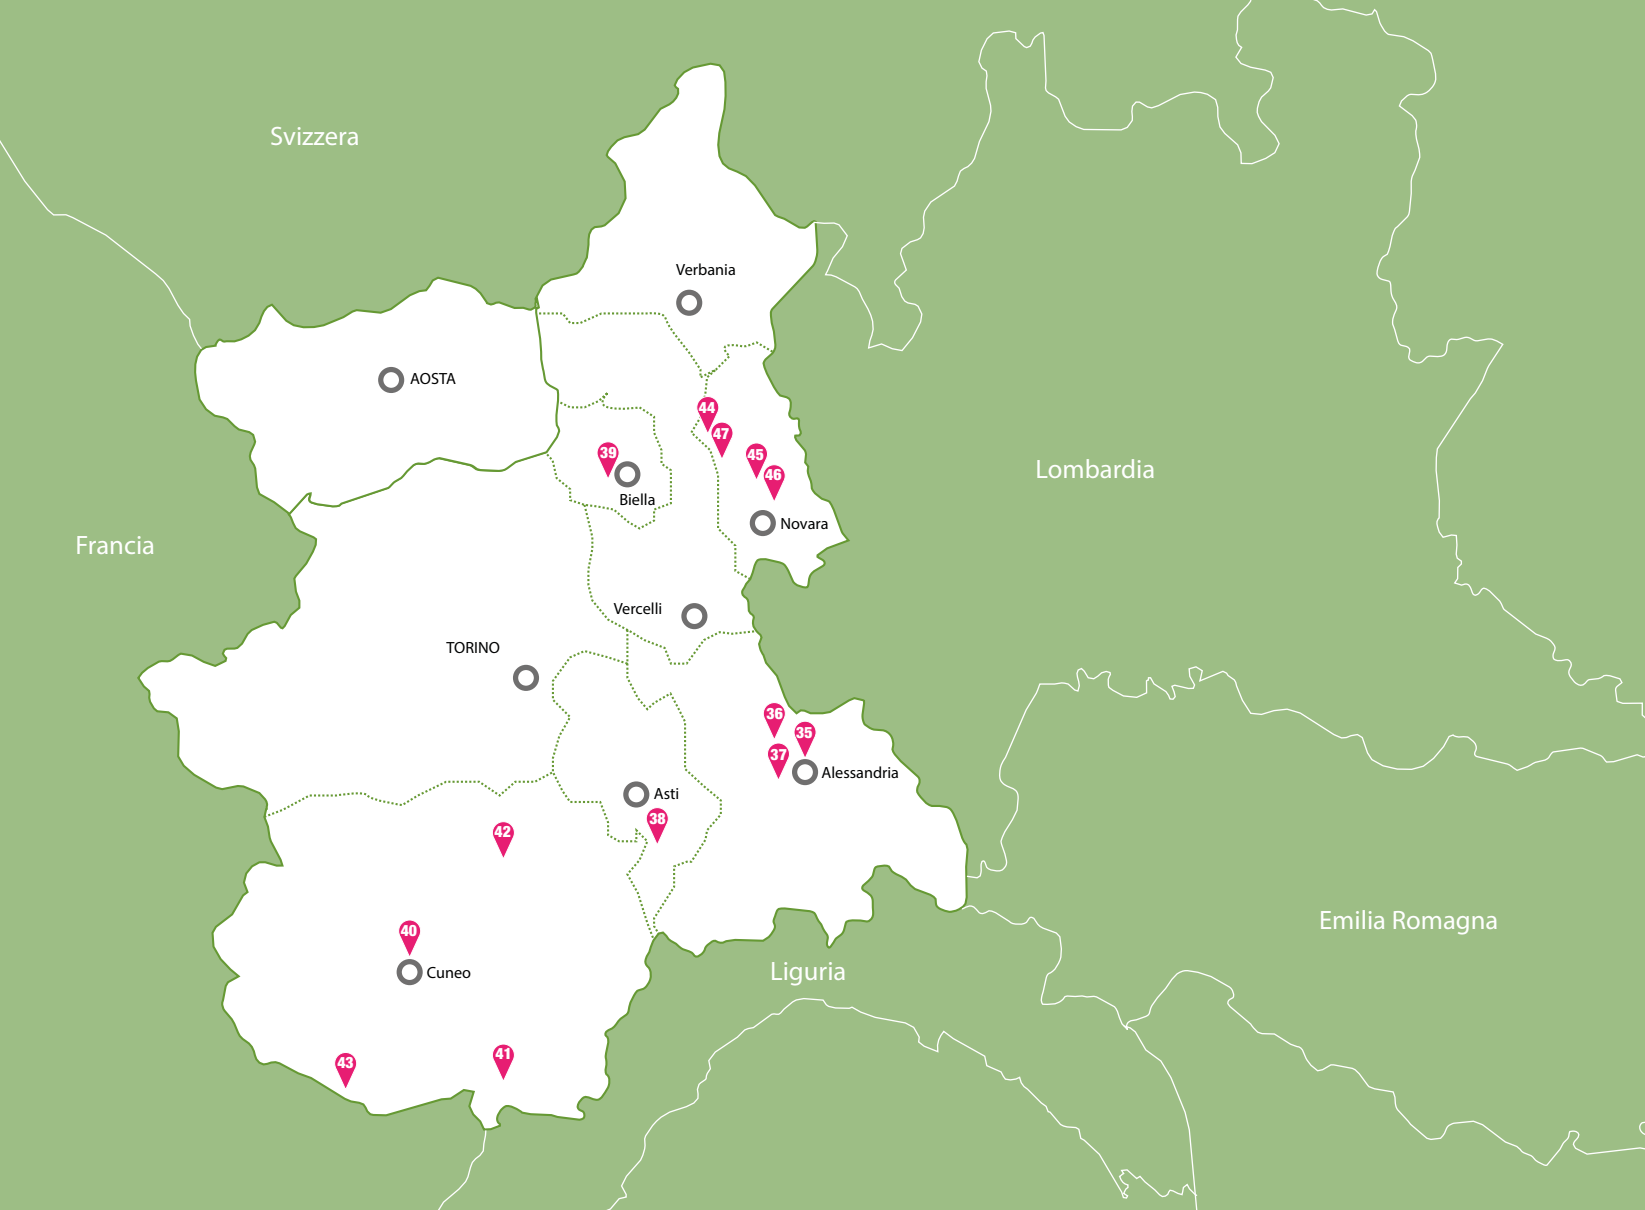 Svizzera
Verbania
AOSTA
44
47
39
45
46
Lombardia
Biella
Novara
Francia
Vercelli
TORINO
36
35
37
Alessandria
Asti
38
42
40
Cuneo
Emilia Romagna
Liguria
43
41